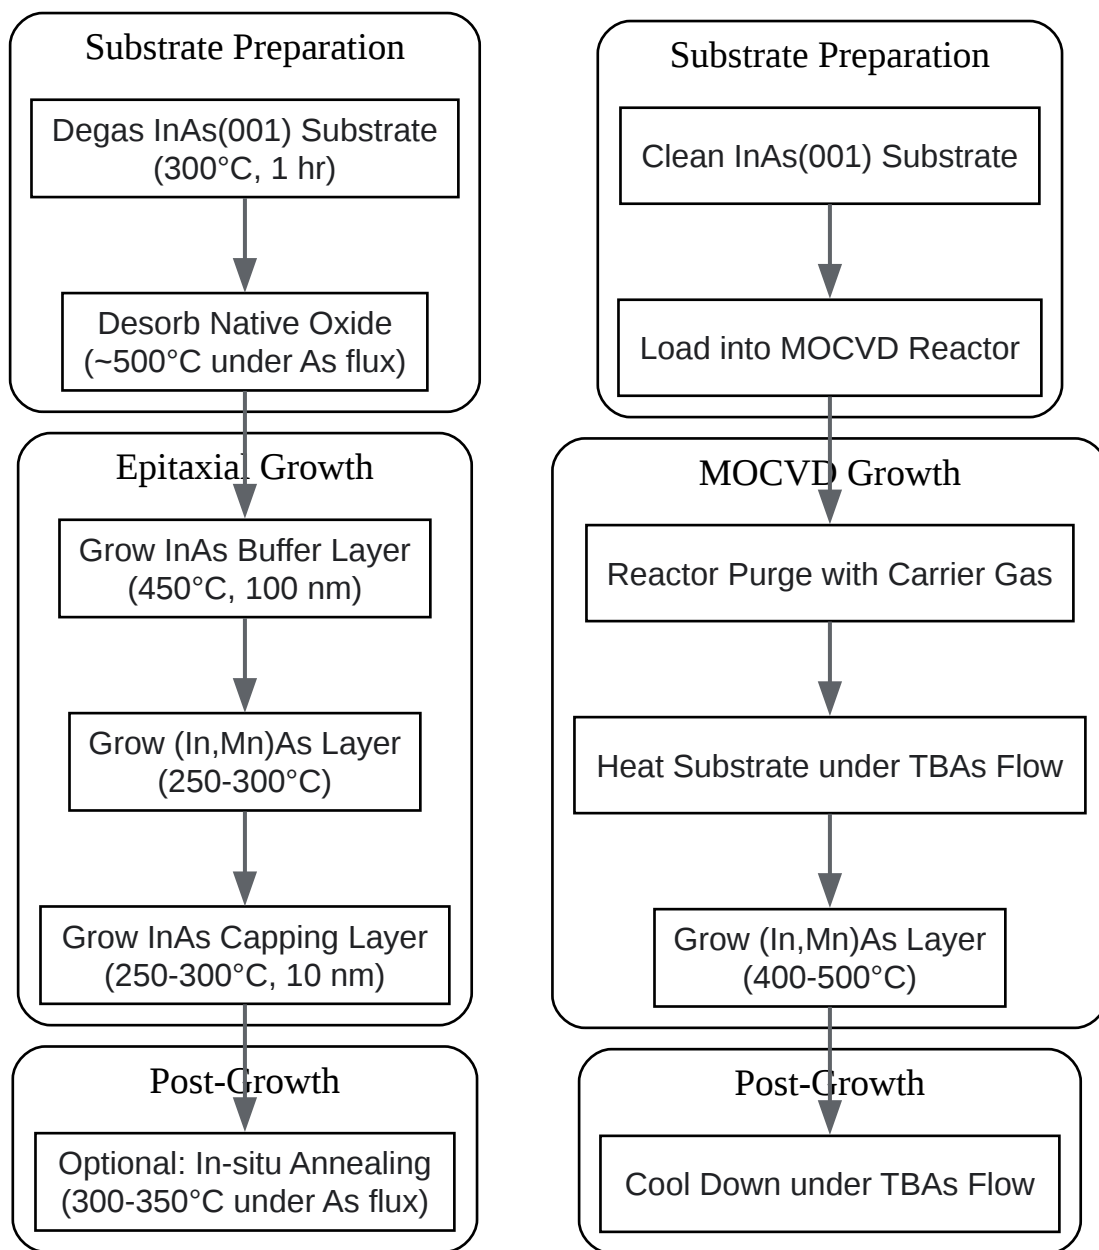 Substrate Preparation
Degas InAs(001) Substrate
(300°C, 1 hr)
Desorb Native Oxide
(~500°C under As flux)
Epitaxial Growth
Grow InAs Buffer Layer
(450°C, 100 nm)
Grow (In,Mn)As Layer
(250-300°C)
Grow InAs Capping Layer
(250-300°C, 10 nm)
Post-Growth
Optional: In-situ Annealing
(300-350°C under As flux)
Substrate Preparation
Clean InAs(001) Substrate
Load into MOCVD Reactor
MOCVD Growth
Reactor Purge with Carrier Gas
Heat Substrate under TBAs Flow
Grow (In,Mn)As Layer
(400-500°C)
Post-Growth
Cool Down under TBAs Flow